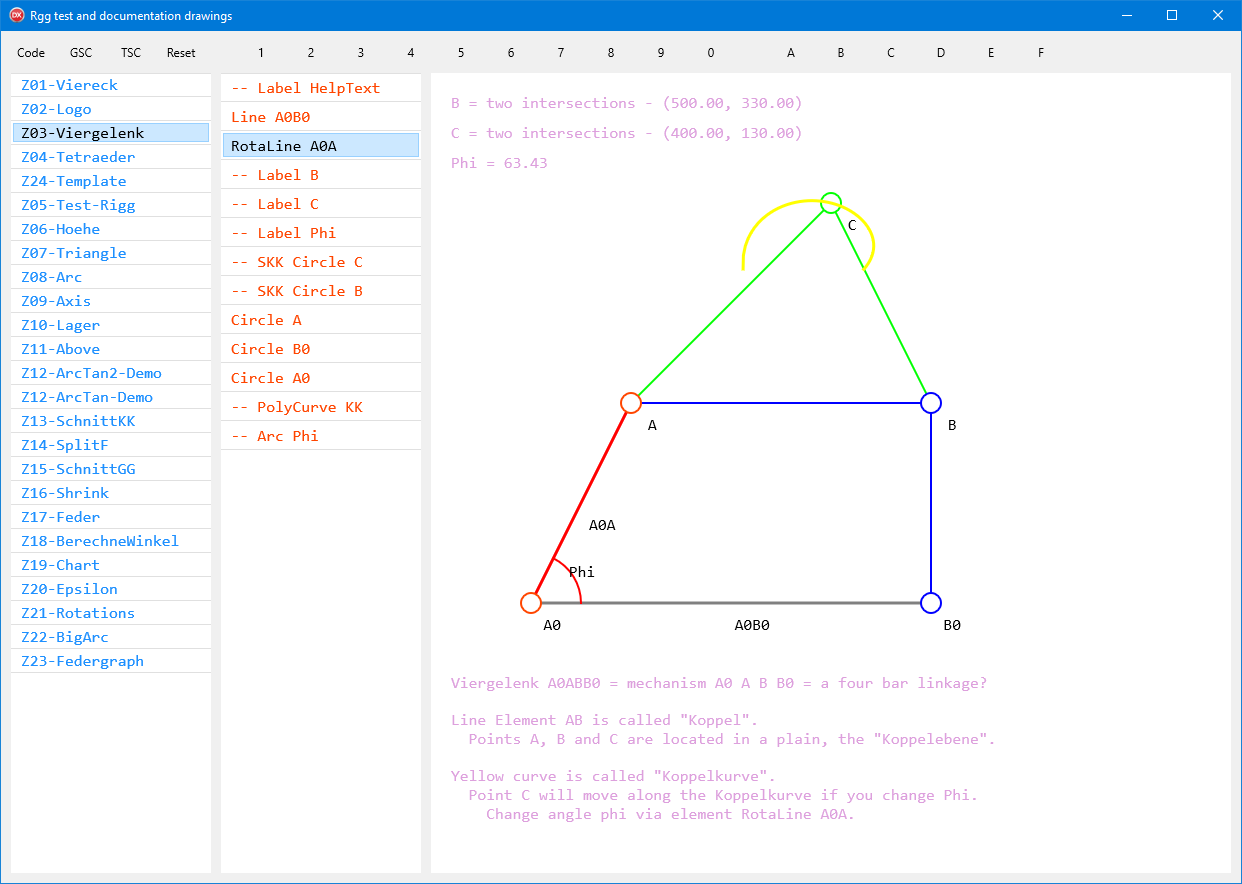 DX Rgg test and documentation drawings
Code GSC TSC Reset 1 2 3 4 5 6 7 8 9 0 A B C D E F
Z01-Viereck
Z02-Logo
Z03-Viergelenk
Z04-Tetraeder
Z24-Template
Z05-Test-Rigg
Z06-Hoehe
Z07-Triangle
Z08-Arc
Z09-Axis
Z10-Lager
Z11-Above
Z12-ArcTan2-Demo
Z12-ArcTan-Demo
Z13-SchnittKK
Z14-SplitF
Z15-SchnittGG
Z16-Shrink
Z17-Feder
Z18-BerechneWinkel
Z19-Chart
Z20-Epsilon
Z21-Rotations
Z22-BigArc
Z23-Federgraph
-- Label HelpText
Line A0B0
RotaLine A0A
-- Label B
-- Label C
-- Label Phi
-- SKK Circle C
-- SKK Circle B
Circle A
Circle B0
Circle A0
-- PolyCurve KK
-- Arc Phi
B = two intersections - (500.00, 330.00)
C = two intersections - (400.00, 130.00)
Phi = 63.43
C
A B
A0A
Phi
A0 A0B0 B0
Viergelenk A0ABB0 = mechanism A0 A B B0 = a four bar linkage?
Line Element AB is called "Koppel".
Points A, B and C are located in a plain, the "Koppelebene".
Yellow curve is called "Koppelkurve".
Point C will move along the Koppelkurve if you change Phi.
Change angle phi via element RotaLine A0A.